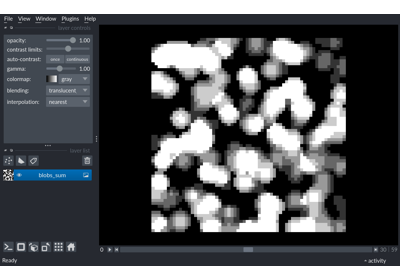 File View Window Plugins Help
layer controls
opacity: 1.00
contrast limits:
auto-contrast: once continuous
gamma: 1.00
colormap: gray
blending: translucent
interpolation: nearest
layer list
blobs_sum
0 30 59
Ready activity